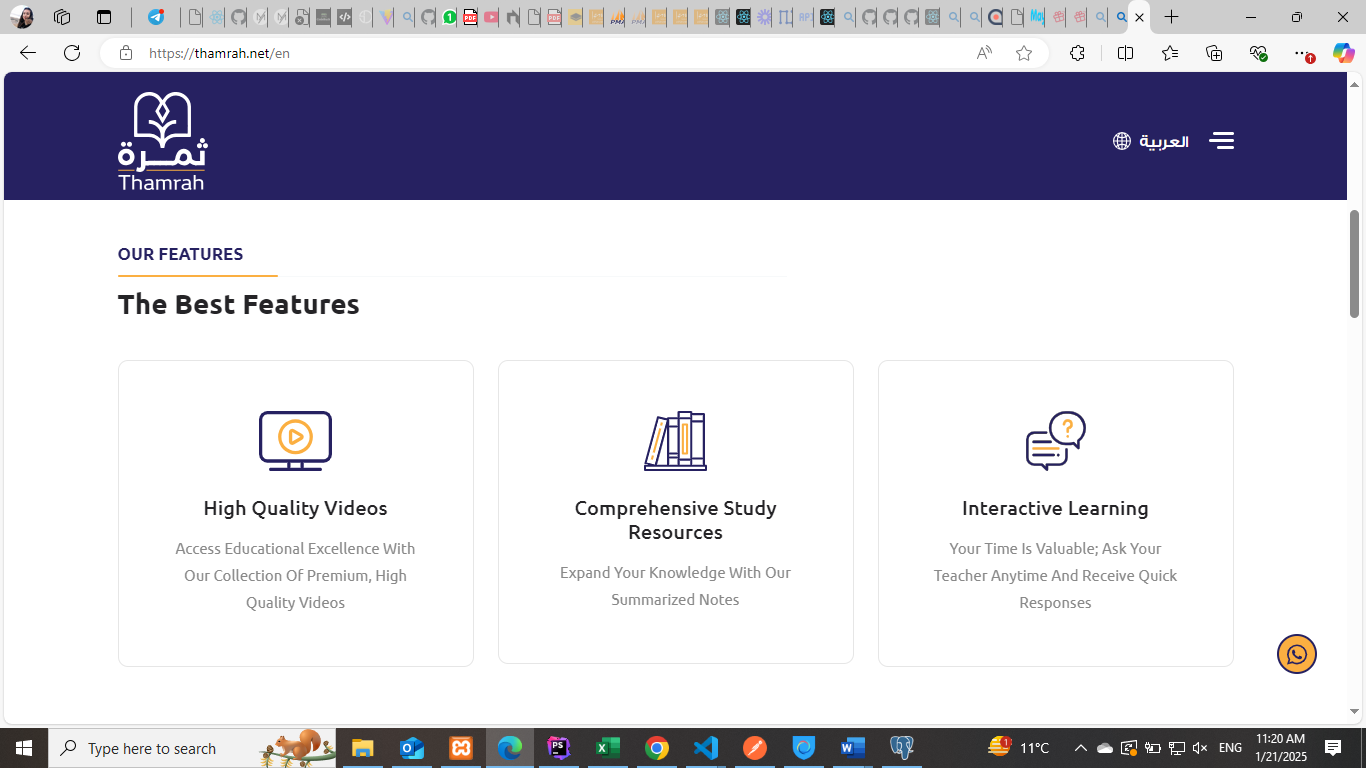 https://thamrah.net/en
ثمرة
Thamrah
العربية
OUR FEATURES
The Best Features
High Quality Videos
Access Educational Excellence With
Our Collection Of Premium, High
Quality Videos
Comprehensive Study
Resources
Expand Your Knowledge With Our
Summarized Notes
Interactive Learning
Your Time Is Valuable; Ask Your
Teacher Anytime And Receive Quick
Responses
Type here to search
11°C
ENG
11:20 AM
1/21/2025